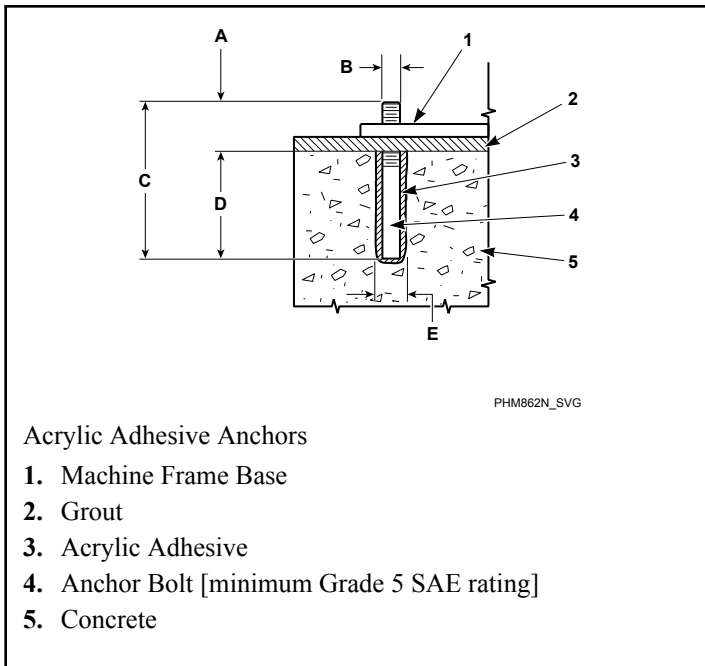 A
B
1
2
C
D
3
4
5
E
PHM862N_SVG
Acrylic Adhesive Anchors
1. Machine Frame Base
2. Grout
3. Acrylic Adhesive
4. Anchor Bolt [minimum Grade 5 SAE rating]
5. Concrete